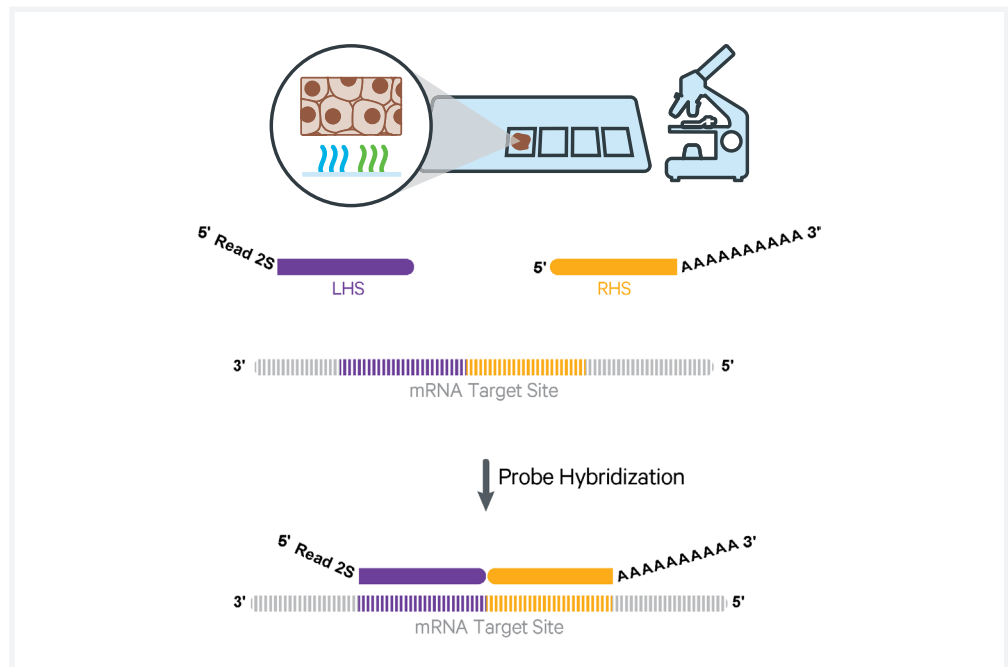 5' Read 2S
LHS
5'
RHS
AAAAAAAAAA 3'
3'
5'
mRNA Target Site
Probe Hybridization
5' Read 2S
AAAAAAAAAA 3'
3'
5'
mRNA Target Site